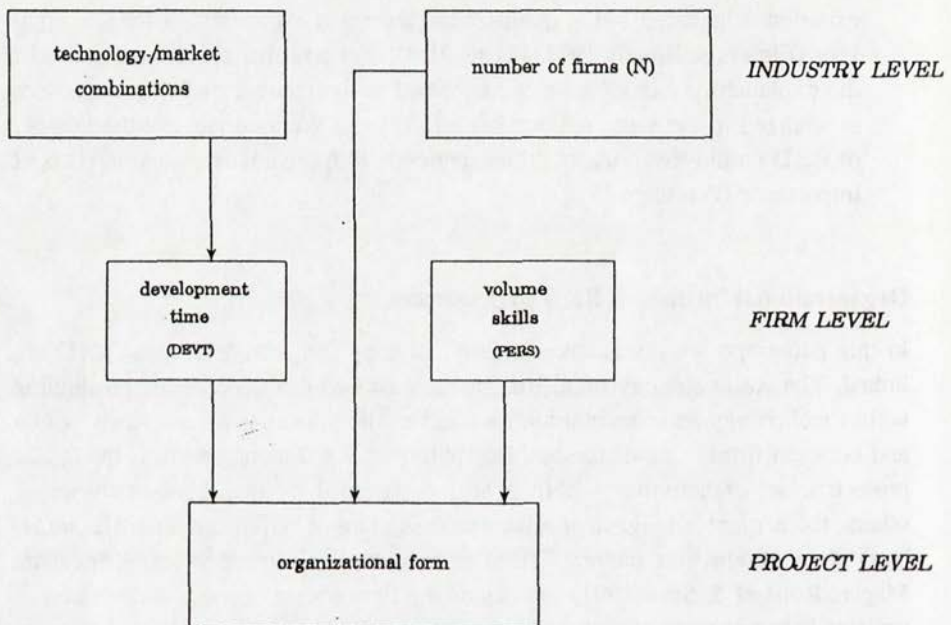 technology-/market
combinations
number of firms (N)
INDUSTRY LEVEL
development
time
(DEVT)
volume
skills
(PERS)
FIRM LEVEL
organizational form
PROJECT LEVEL